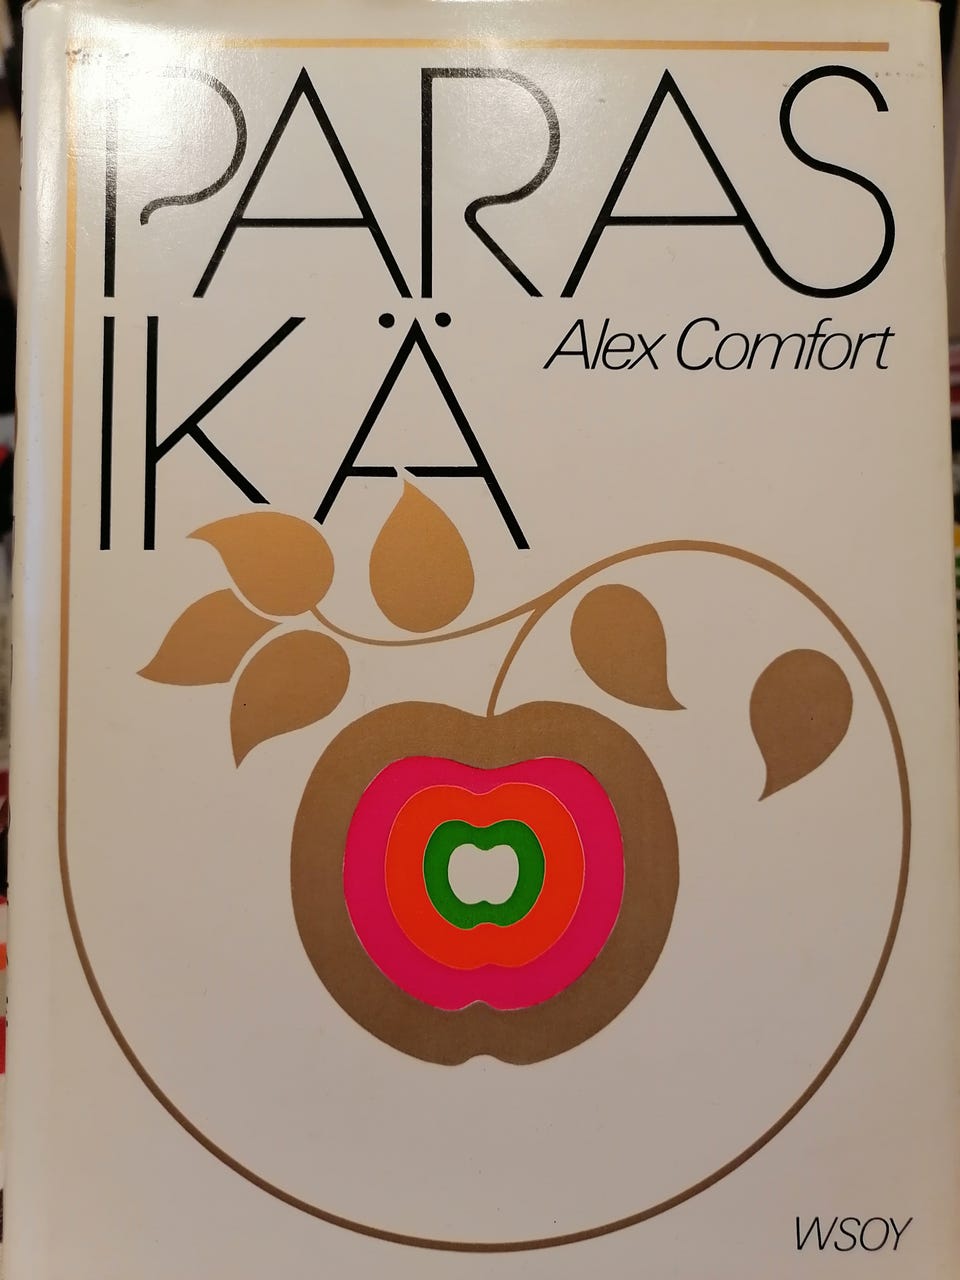 PARAS
IKÄ
Alex Comfort
WSOY